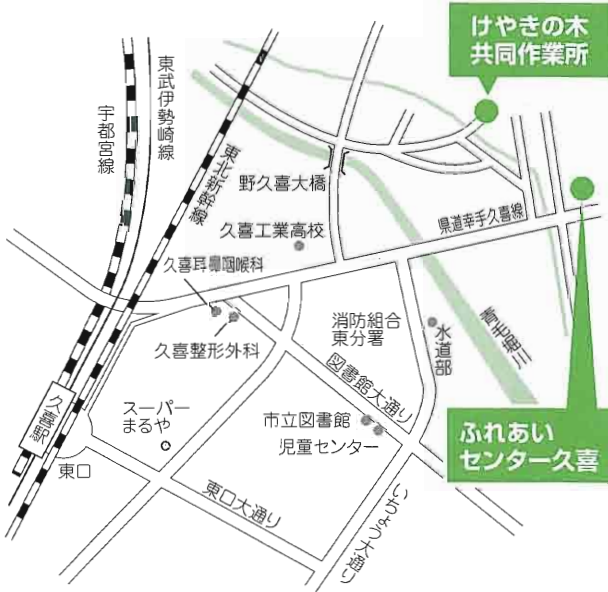 けやきの木
共同作業所
東武伊勢崎線
宇都宮線
東北新幹線
野久喜大橋
久喜工業高校
県道幸手久喜線
久喜耳鼻咽喉科
久喜整形外科
消防組合
東分署
水道部
青毛堀川
図書館大通り
久喜駅
スーパー
まるや
市立図書館
児童センター
ふれあい
センター久喜
東口
東口大通り
いちょう大通り